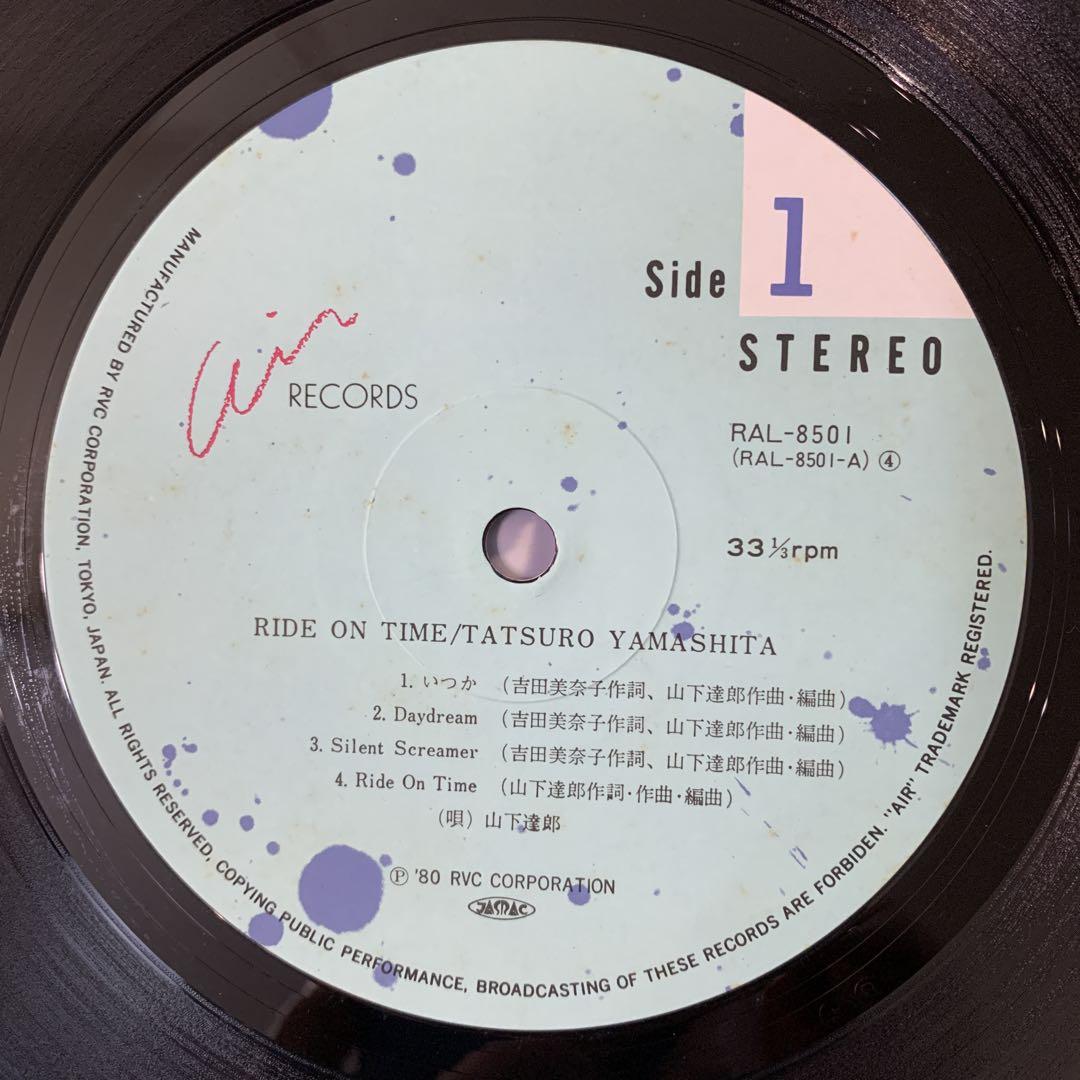 Side 1
STEREO
air RECORDS
RAL-8501
(RAL-8501-A) ④
33⅓rpm
RIDE ON TIME/TATSURO YAMASHITA
1. いつか (吉田美奈子作詞、山下達郎作曲・編曲)
2. Daydream (吉田美奈子作詞、山下達郎作曲・編曲)
3. Silent Screamer (吉田美奈子作詞、山下達郎作曲・編曲)
4. Ride On Time (山下達郎作詞・作曲・編曲)
(唄) 山下達郎
Ⓟ '80 RVC CORPORATION
JASRAC
MANUFACTURED BY RVC CORPORATION, TOKYO, JAPAN. ALL RIGHTS RESERVED, COPYING PUBLIC PERFORMANCE, BROADCASTING OF THESE RECORDS ARE FORBIDEN. "AIR" TRADEMARK REGISTERED.